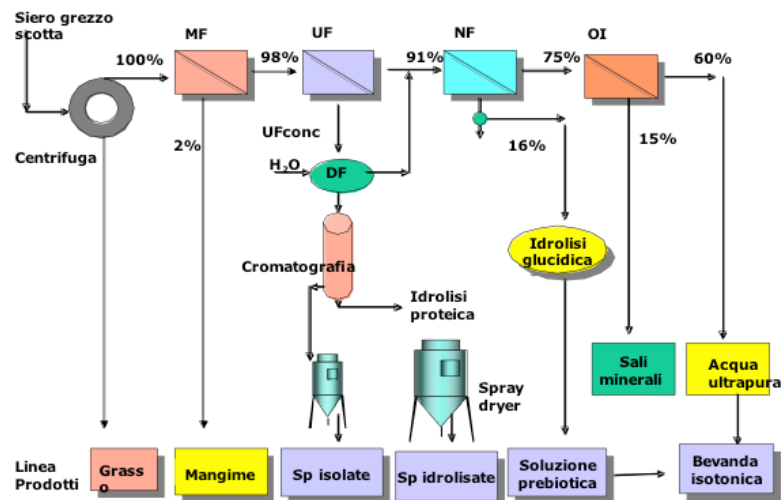 Siero grezzo
scotta
100%
MF
98%
UF
91%
NF
75%
OI
60%
Centrifuga
2%
UFconc
H₂O
DF
16%
15%
Cromatografia
Idrolisi
proteica
Idrolisi
glucidica
Spray
dryer
Sali
minerali
Acqua
ultrapura
Linea
Prodotti
Grass
o
Mangime
Sp isolate
Sp idrolisate
Soluzione
prebiotica
Bevanda
isotonica